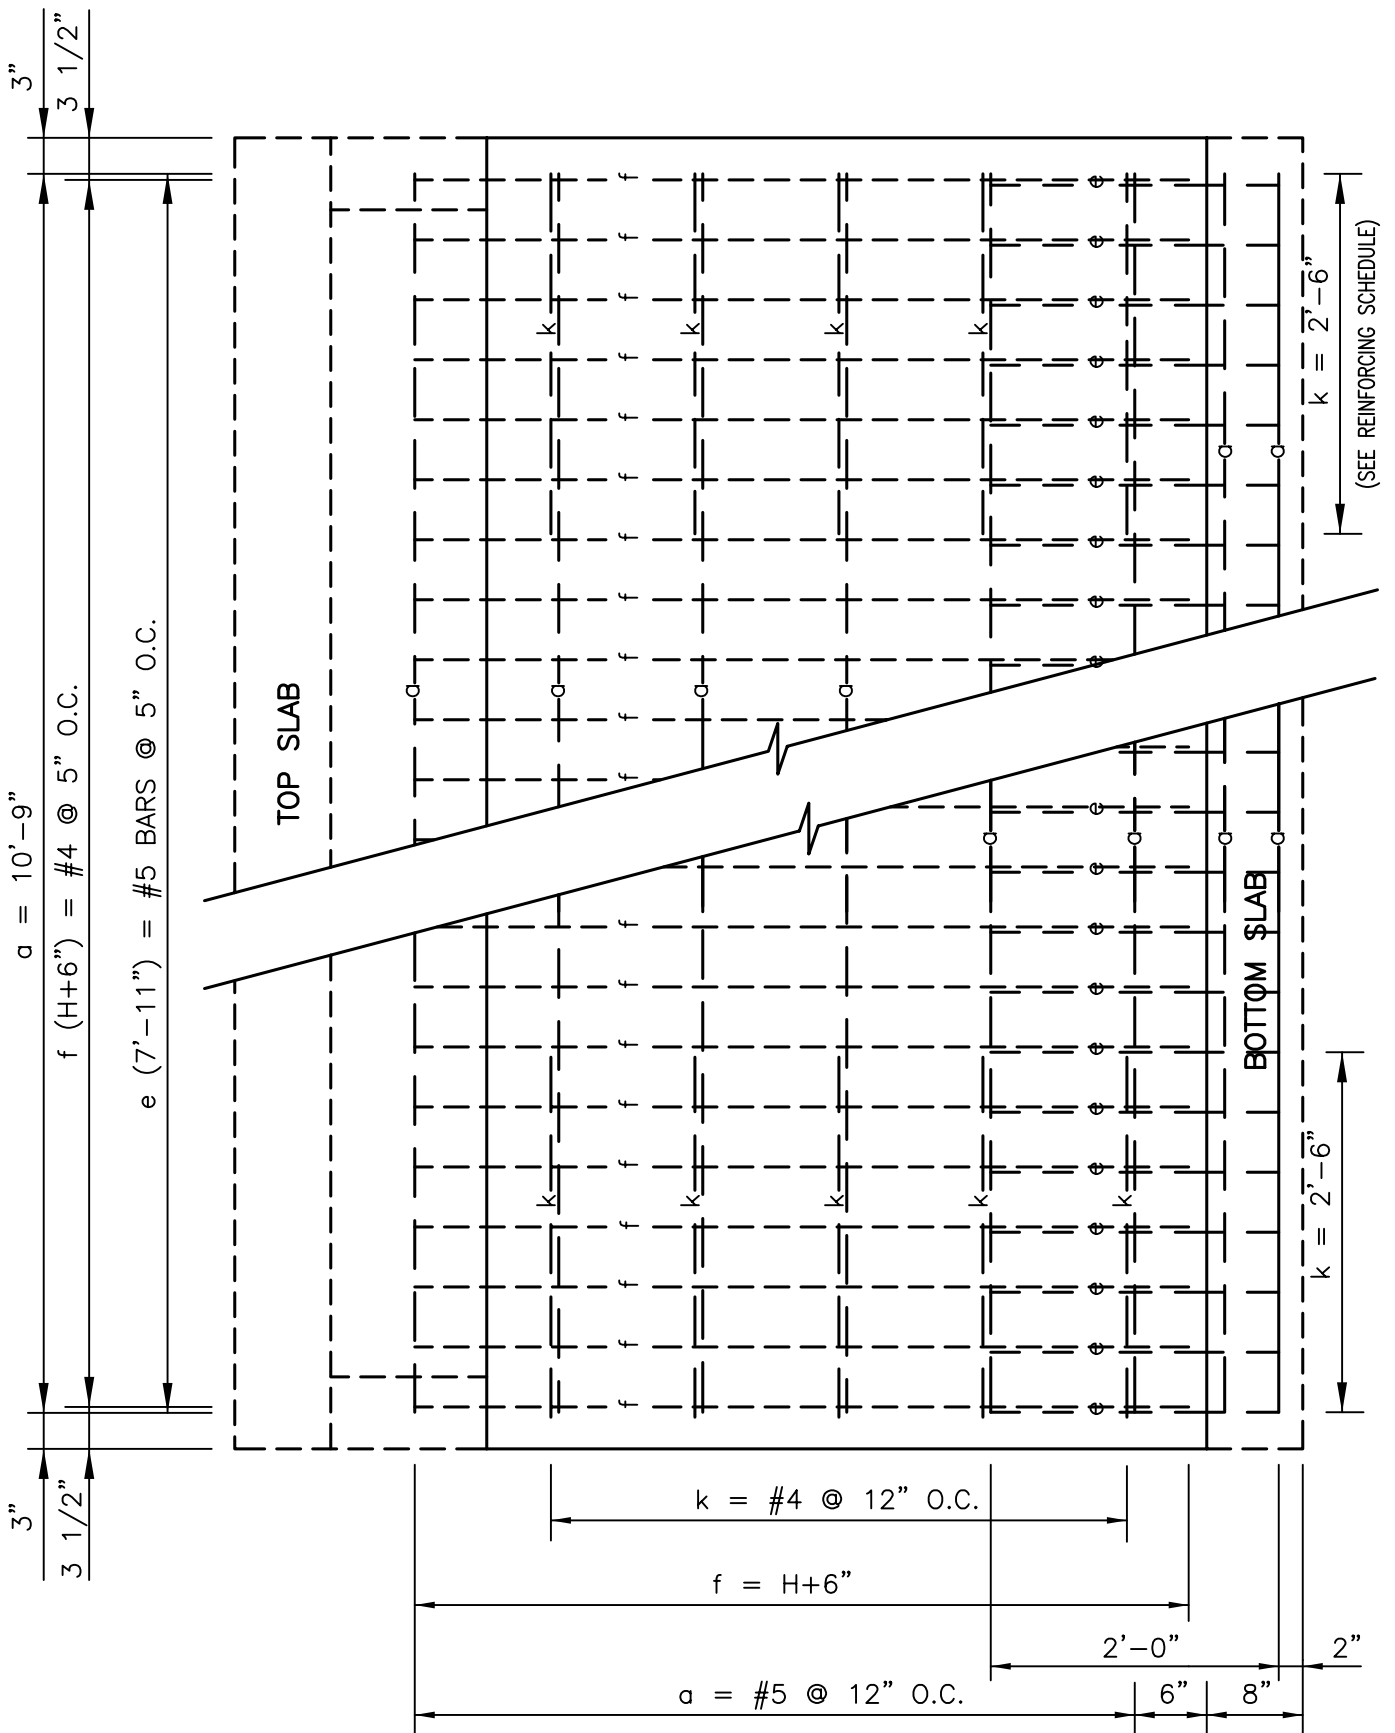 3"
3 1/2"
a = 10'-9"
f (H+6") = #4 @ 5" O.C.
e (7'-11") = #5 BARS @ 5" O.C.
3"
3 1/2"
TOP SLAB
f f f f f f f f f f f
f f f f f f f f f
k k k k
a a a a
e e e e e e e e e
a a
k = 2'-6"
(SEE REINFORCING SCHEDULE)
a a a a
e e e e e e e e e e e
k k k k k
BOTTOM SLAB
k = 2'-6"
k = #4 @ 12" O.C.
f = H+6"
2'-0"
2"
a = #5 @ 12" O.C.
6"
8"